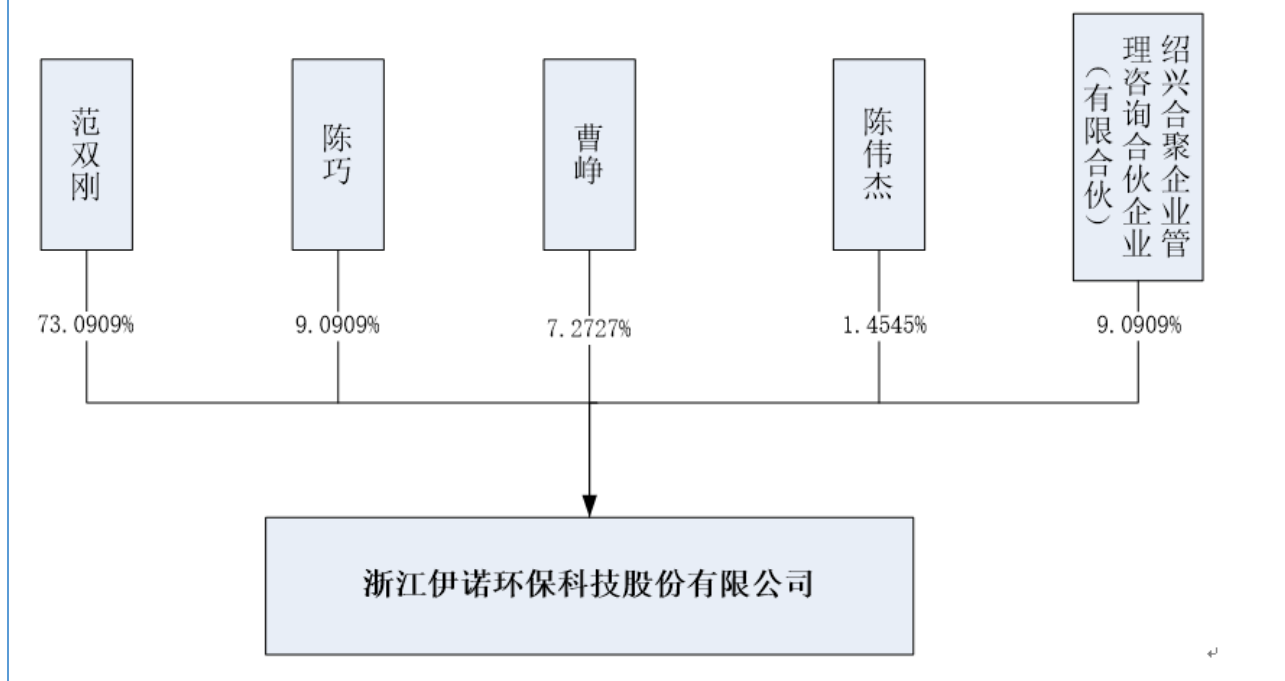 范双刚
陈巧
曹峥
陈伟杰
绍兴合聚企业管
理咨询合伙企业
（有限合伙）
73.0909%
9.0909%
7.2727%
1.4545%
9.0909%
浙江伊诺环保科技股份有限公司